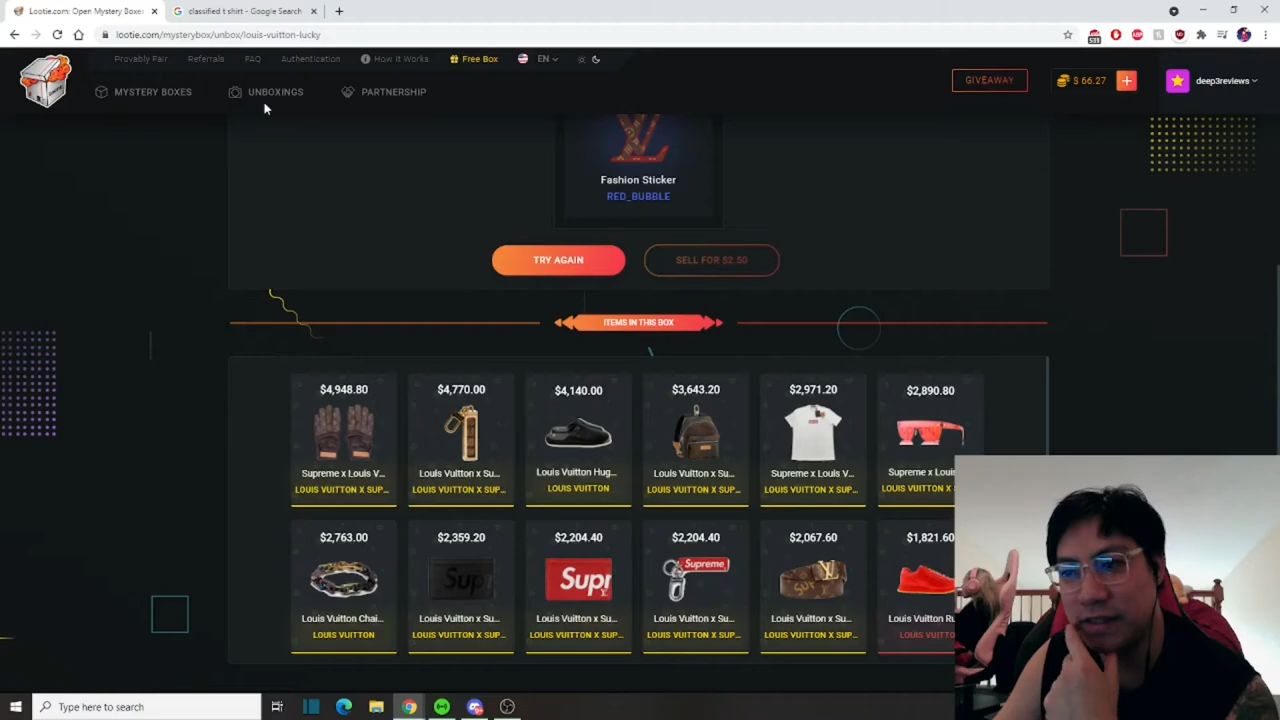 Lootie.com: Open Mystery Boxes
classified t shirt - Google Search
lootie.com/mysterybox/unbox/louis-vuitton-lucky
Provably Fair Referrals FAQ Authentication How It Works Free Box EN
MYSTERY BOXES UNBOXINGS PARTNERSHIP GIVEAWAY $ 66.27 deep3reviews
Fashion Sticker
RED_BUBBLE
TRY AGAIN SELL FOR $2.50
ITEMS IN THIS BOX
$4,948.80 $4,770.00 $4,140.00 $3,643.20 $2,971.20 $2,890.80
Supreme x Louis V... Louis Vuitton x Su... Louis Vuitton Hug... Louis Vuitton x Su... Supreme x Louis V... Supreme x Louis
LOUIS VUITTON X SUP... LOUIS VUITTON X SUP... LOUIS VUITTON LOUIS VUITTON X SUP... LOUIS VUITTON X SUP... LOUIS VUITTON X SUP...
$2,763.00 $2,359.20 $2,204.40 $2,204.40 $2,067.60 $1,821.60
Sup Supr Supreme
Louis Vuitton Chai... Louis Vuitton x Su... Louis Vuitton x Su... Louis Vuitton x Su... Louis Vuitton x Su... Louis Vuitton Ru
LOUIS VUITTON LOUIS VUITTON X SUP... LOUIS VUITTON X SUP... LOUIS VUITTON X SUP... LOUIS VUITTON X SUP... LOUIS VUITT
Type here to search